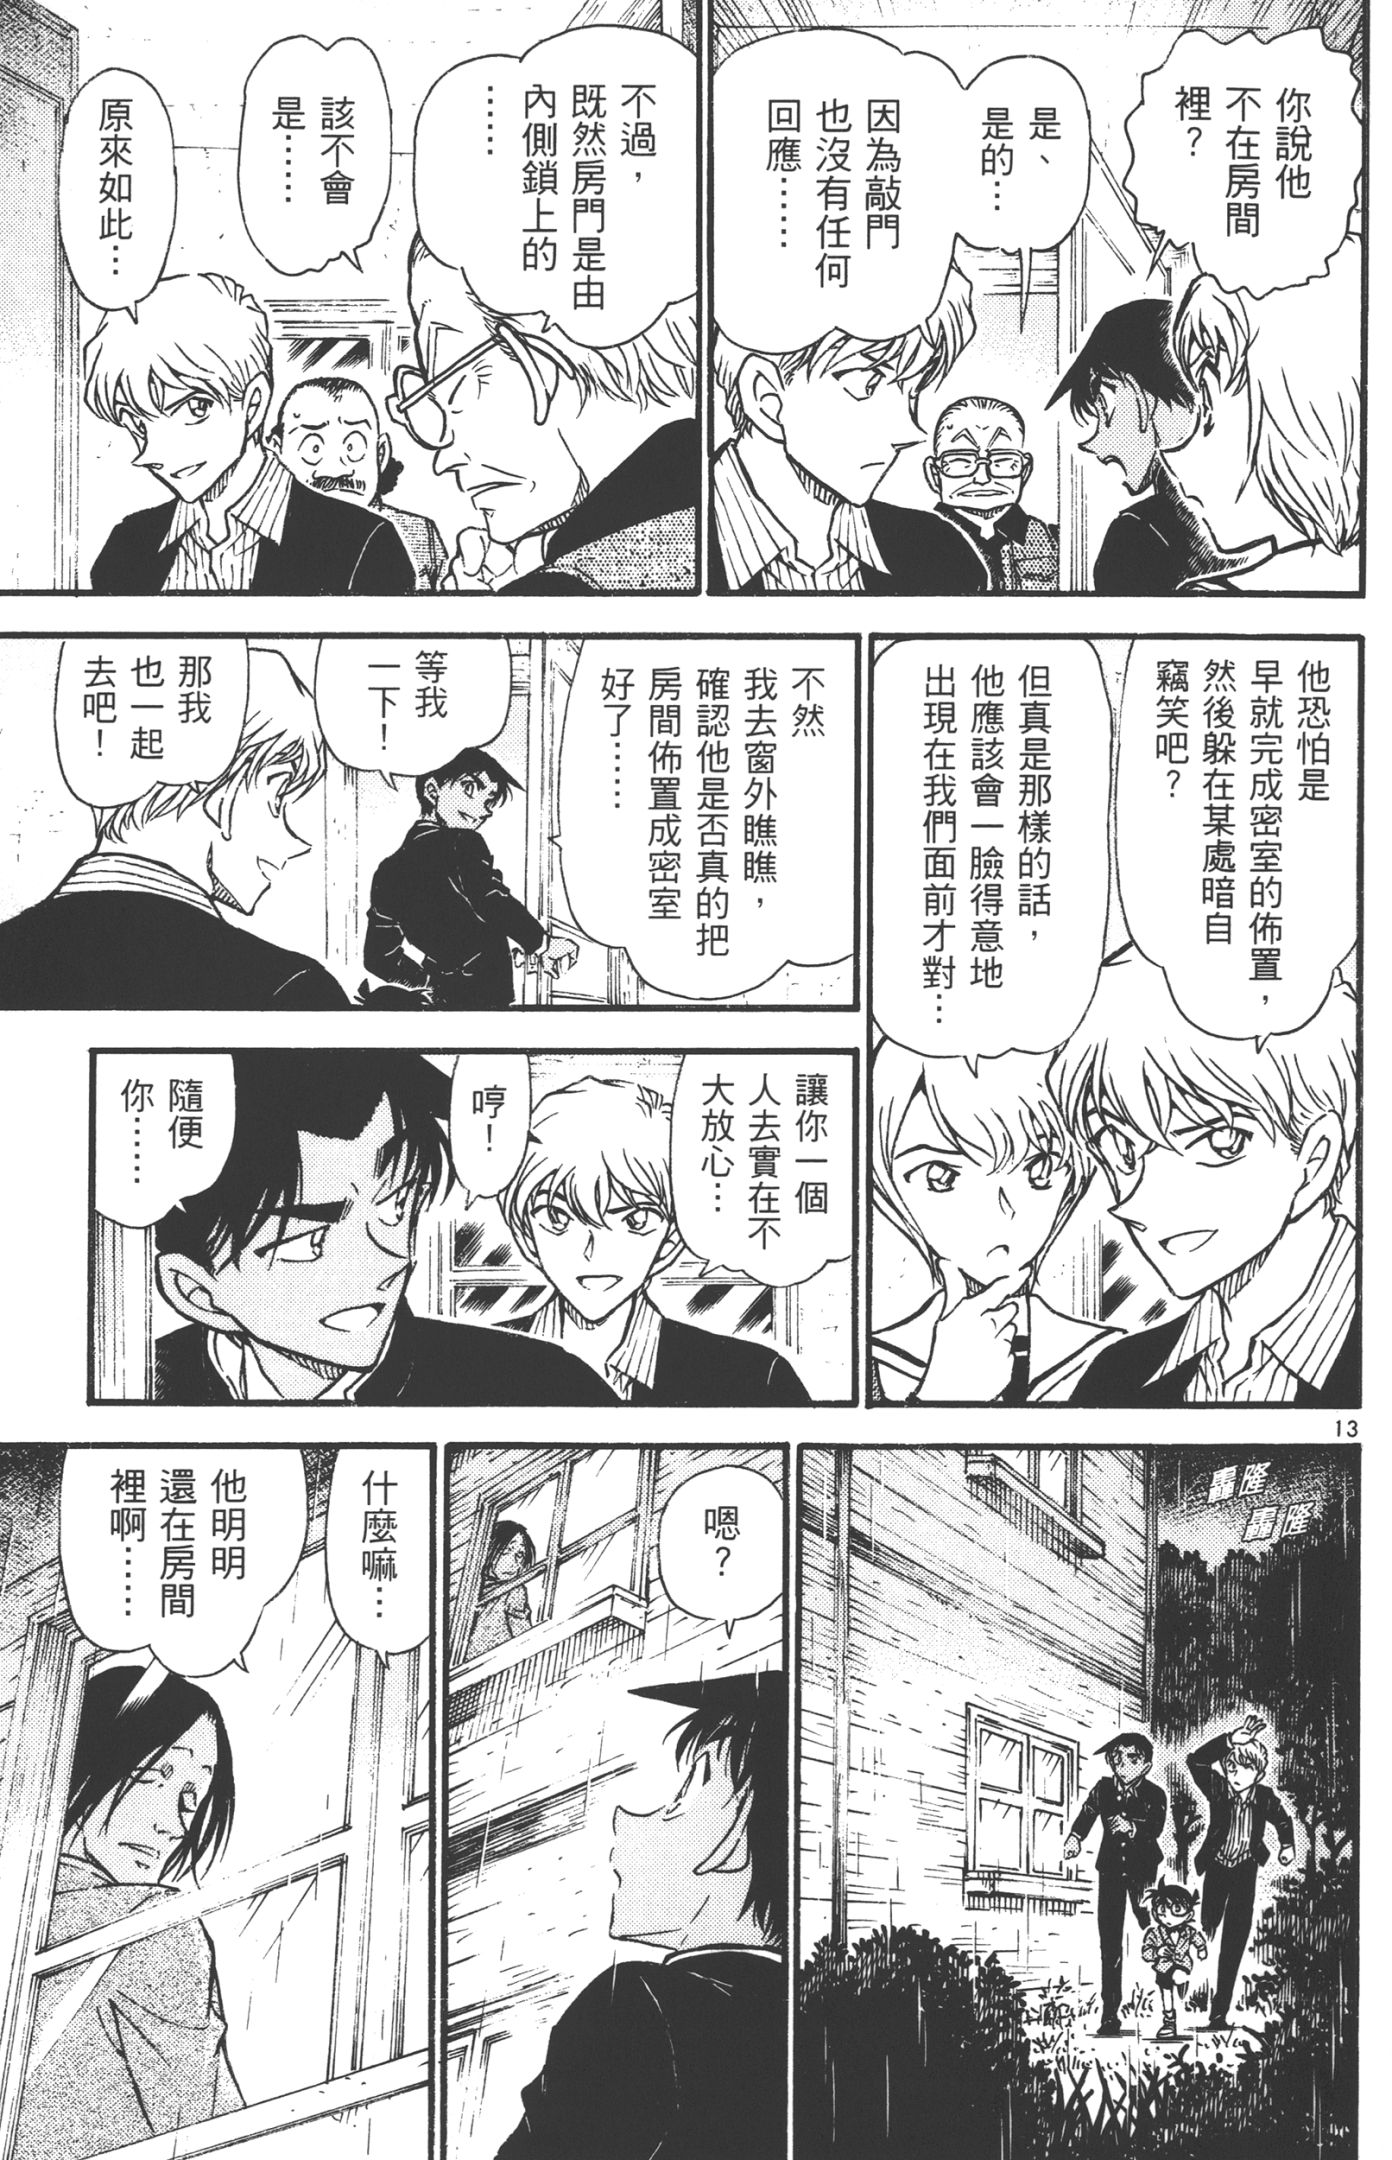 你說他
不在房間
裡？
是、
是的…
因為敲門
也沒有任何
回應……
不過，
既然房門是由
內側鎖上的
……
該不會
是……
原來如此…
他恐怕是
早就完成密室的佈置，
然後躲在某處暗自
竊笑吧？
但真是那樣的話，
他應該會一臉得意地
出現在我們面前才對…
不然
我去窗外瞧瞧，
確認他是否真的把
房間佈置成密室
好了……
等我
一下！
那我
也一起
去吧！
讓你一個
人去實在不
大放心…
哼！
隨便
你……
13
轟隆
轟隆
嗯？
什麼嘛…
他明明
還在房間
裡啊……